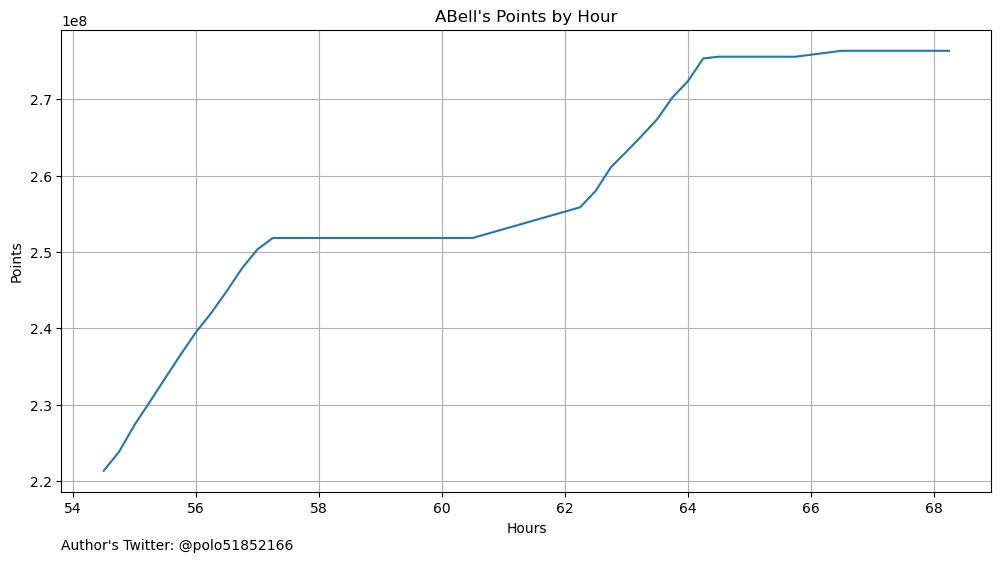 ABell's Points by Hour
1e8
2.7
2.6
2.5
2.4
2.3
2.2
Points
54 56 58 60 62 64 66 68
Hours
Author's Twitter: @polo51852166